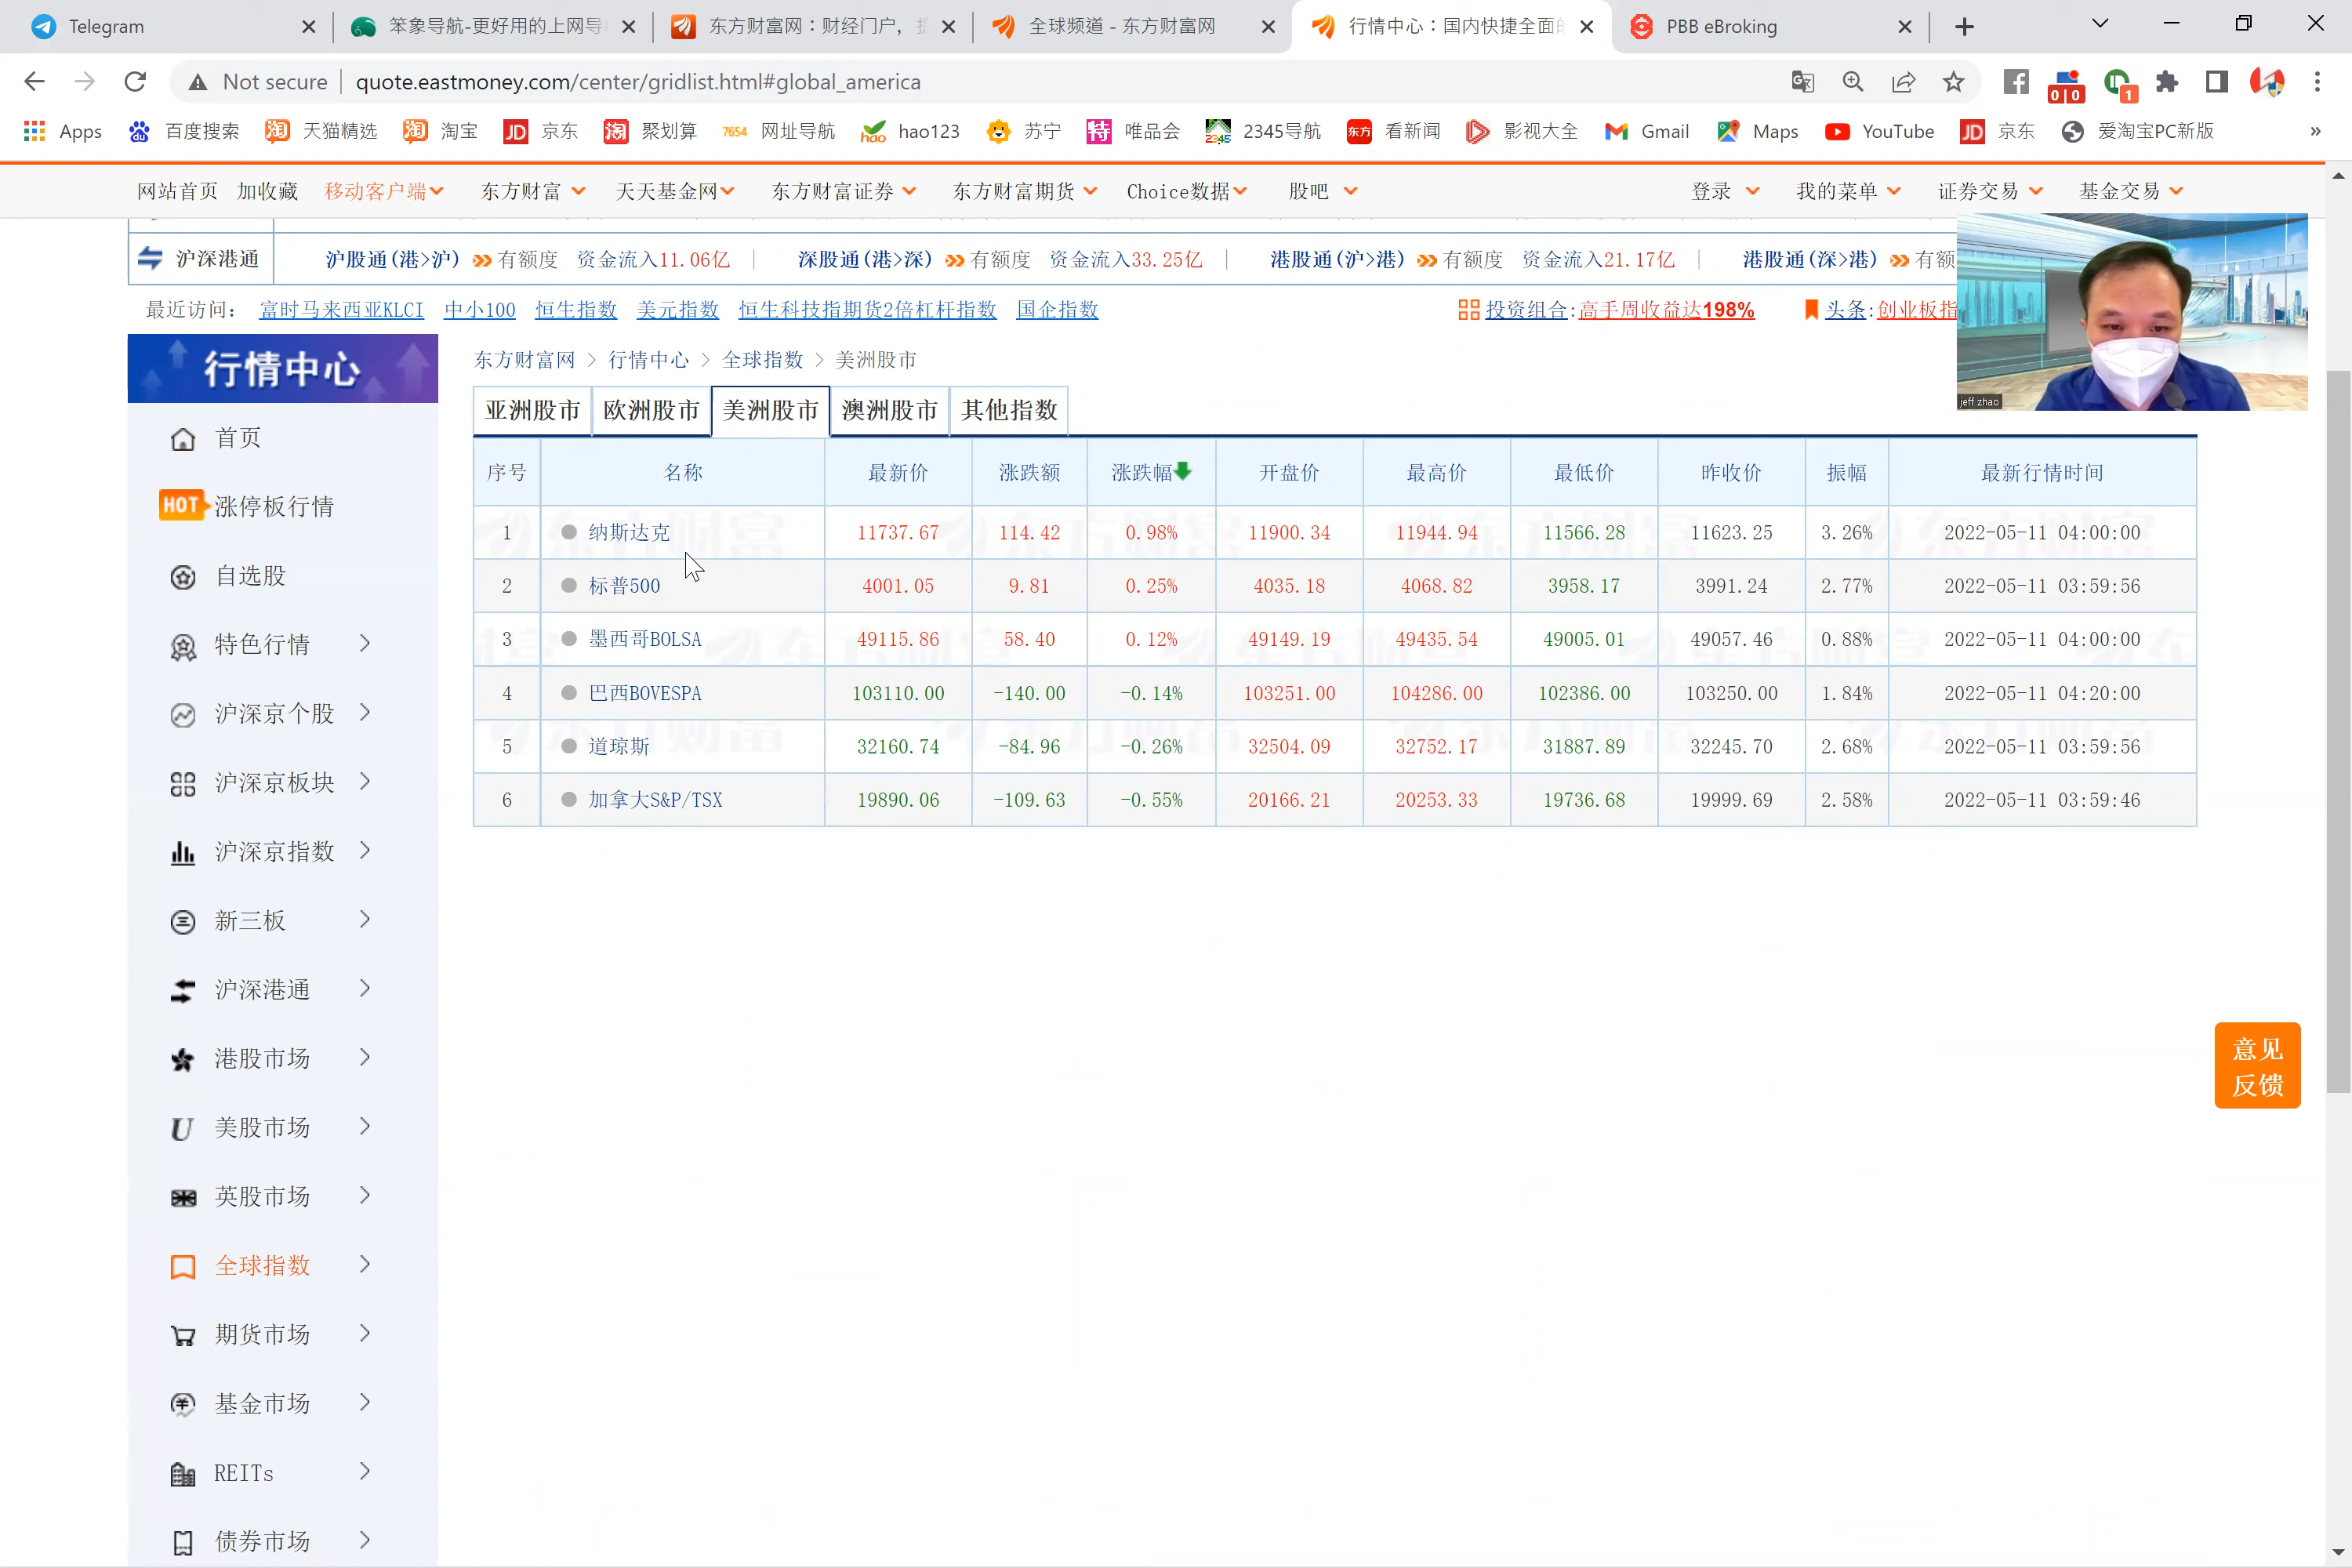 Telegram
笨象导航-更好用的上网导
东方财富网：财经门户，
全球频道 - 东方财富网
行情中心：国内快捷全面
PBB eBroking
Not secure
quote.eastmoney.com/center/gridlist.html#global_america
0|0
1
Apps
百度搜索
天猫精选
淘宝
京东
聚划算
网址导航
hao123
苏宁
唯品会
2345导航
看新闻
影视大全
Gmail
Maps
YouTube
京东
爱淘宝PC新版
»
网站首页 加收藏 移动客户端 东方财富 天天基金网 东方财富证券 东方财富期货 Choice数据 股吧 登录 我的菜单 证券交易 基金交易
沪深港通 沪股通(港>沪) 有额度 资金流入11.06亿 | 深股通(港>深) 有额度 资金流入33.25亿 | 港股通(沪>港) 有额度 资金流入21.17亿 | 港股通(深>港) 有额
最近访问： 富时马来西亚KLCI 中小100 恒生指数 美元指数 恒生科技指期货2倍杠杆指数 国企指数 投资组合:高手周收益达198% 头条:创业板指
jeff zhao
行情中心
东方财富网 > 行情中心 > 全球指数 > 美洲股市
亚洲股市 欧洲股市 美洲股市 澳洲股市 其他指数
序号 名称 最新价 涨跌额 涨跌幅 开盘价 最高价 最低价 昨收价 振幅 最新行情时间
1 纳斯达克 11737.67 114.42 0.98% 11900.34 11944.94 11566.28 11623.25 3.26% 2022-05-11 04:00:00
2 标普500 4001.05 9.81 0.25% 4035.18 4068.82 3958.17 3991.24 2.77% 2022-05-11 03:59:56
3 墨西哥BOLSA 49115.86 58.40 0.12% 49149.19 49435.54 49005.01 49057.46 0.88% 2022-05-11 04:00:00
4 巴西BOVESPA 103110.00 -140.00 -0.14% 103251.00 104286.00 102386.00 103250.00 1.84% 2022-05-11 04:20:00
5 道琼斯 32160.74 -84.96 -0.26% 32504.09 32752.17 31887.89 32245.70 2.68% 2022-05-11 03:59:56
6 加拿大S&P/TSX 19890.06 -109.63 -0.55% 20166.21 20253.33 19736.68 19999.69 2.58% 2022-05-11 03:59:46
首页
HOT 涨停板行情
自选股
特色行情
沪深京个股
沪深京板块
沪深京指数
新三板
沪深港通
港股市场
美股市场
英股市场
全球指数
期货市场
基金市场
REITs
债券市场
意见
反馈